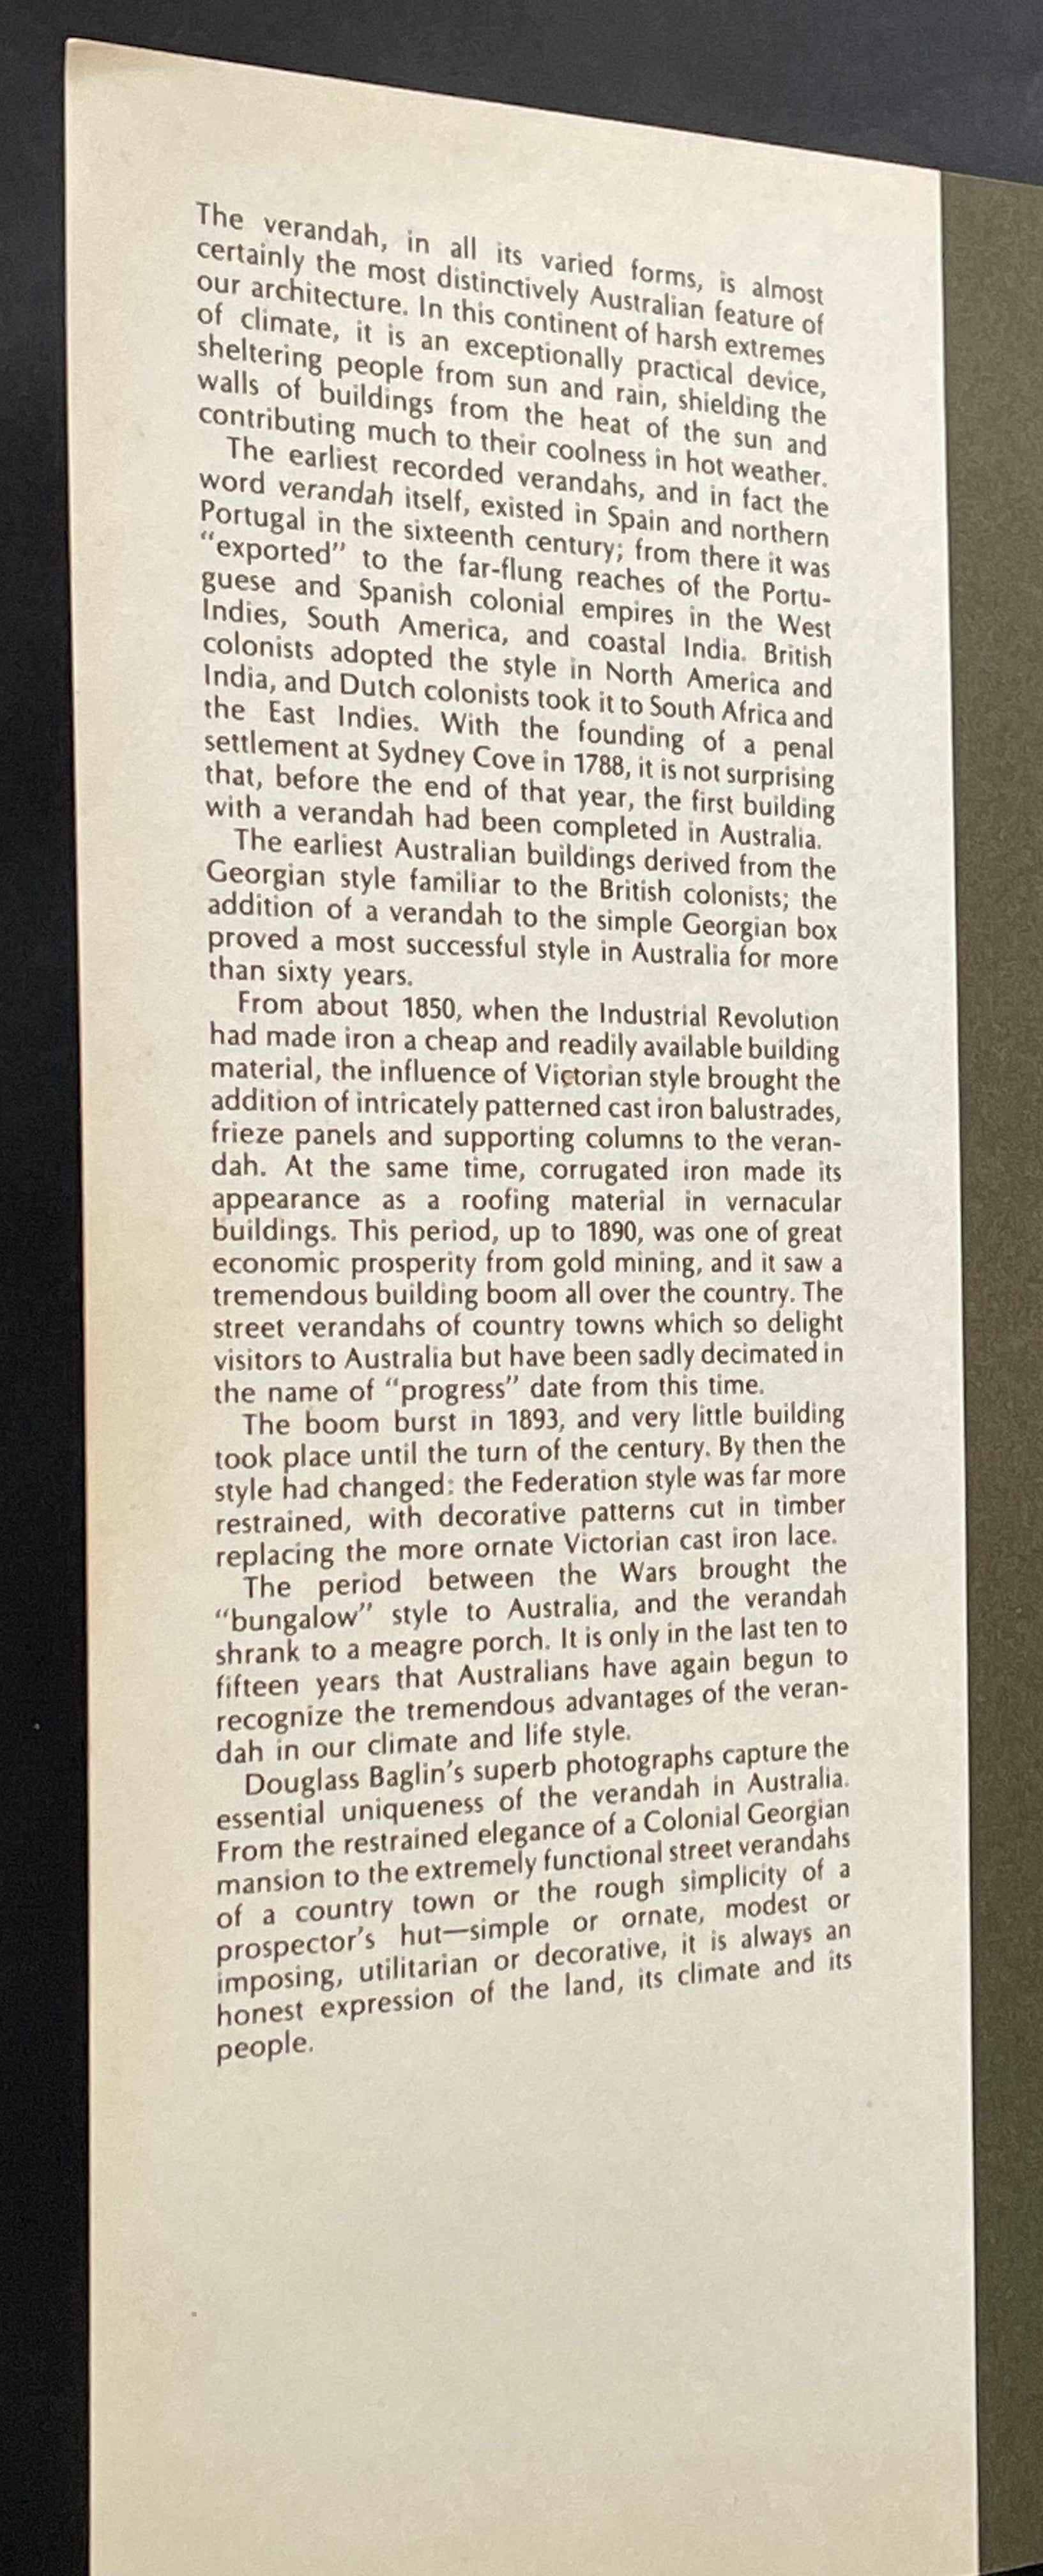 The verandah, in all its varied forms, is almost
certainly the most distinctively Australian feature of
our architecture. In this continent of harsh extremes
of climate, it is an exceptionally practical device,
sheltering people from sun and rain, shielding the
walls of buildings from the heat of the sun and
contributing much to their coolness in hot weather.
The earliest recorded verandahs, and in fact the
word verandah itself, existed in Spain and northern
Portugal in the sixteenth century; from there it was
“exported” to the far-flung reaches of the Portu-
guese and Spanish colonial empires in the West
Indies, South America, and coastal India. British
colonists adopted the style in North America and
India, and Dutch colonists took it to South Africa and
the East Indies. With the founding of a penal
settlement at Sydney Cove in 1788, it is not surprising
that, before the end of that year, the first building
with a verandah had been completed in Australia.
The earliest Australian buildings derived from the
Georgian style familiar to the British colonists; the
addition of a verandah to the simple Georgian box
proved a most successful style in Australia for more
than sixty years.
From about 1850, when the Industrial Revolution
had made iron a cheap and readily available building
material, the influence of Victorian style brought the
addition of intricately patterned cast iron balustrades,
frieze panels and supporting columns to the veran-
dah. At the same time, corrugated iron made its
appearance as a roofing material in vernacular
buildings. This period, up to 1890, was one of great
economic prosperity from gold mining, and it saw a
tremendous building boom all over the country. The
street verandahs of country towns which so delight
visitors to Australia but have been sadly decimated in
the name of “progress” date from this time.
The boom burst in 1893, and very little building
took place until the turn of the century. By then the
style had changed: the Federation style was far more
restrained, with decorative patterns cut in timber
replacing the more ornate Victorian cast iron lace.
The period between the Wars brought the
“bungalow” style to Australia, and the verandah
shrank to a meagre porch. It is only in the last ten to
fifteen years that Australians have again begun to
recognize the tremendous advantages of the veran-
dah in our climate and life style.
Douglass Baglin's superb photographs capture the
essential uniqueness of the verandah in Australia.
From the restrained elegance of a Colonial Georgian
mansion to the extremely functional street verandahs
of a country town or the rough simplicity of a
prospector's hut—simple or ornate, modest or
imposing, utilitarian or decorative, it is always an
honest expression of the land, its climate and its
people.